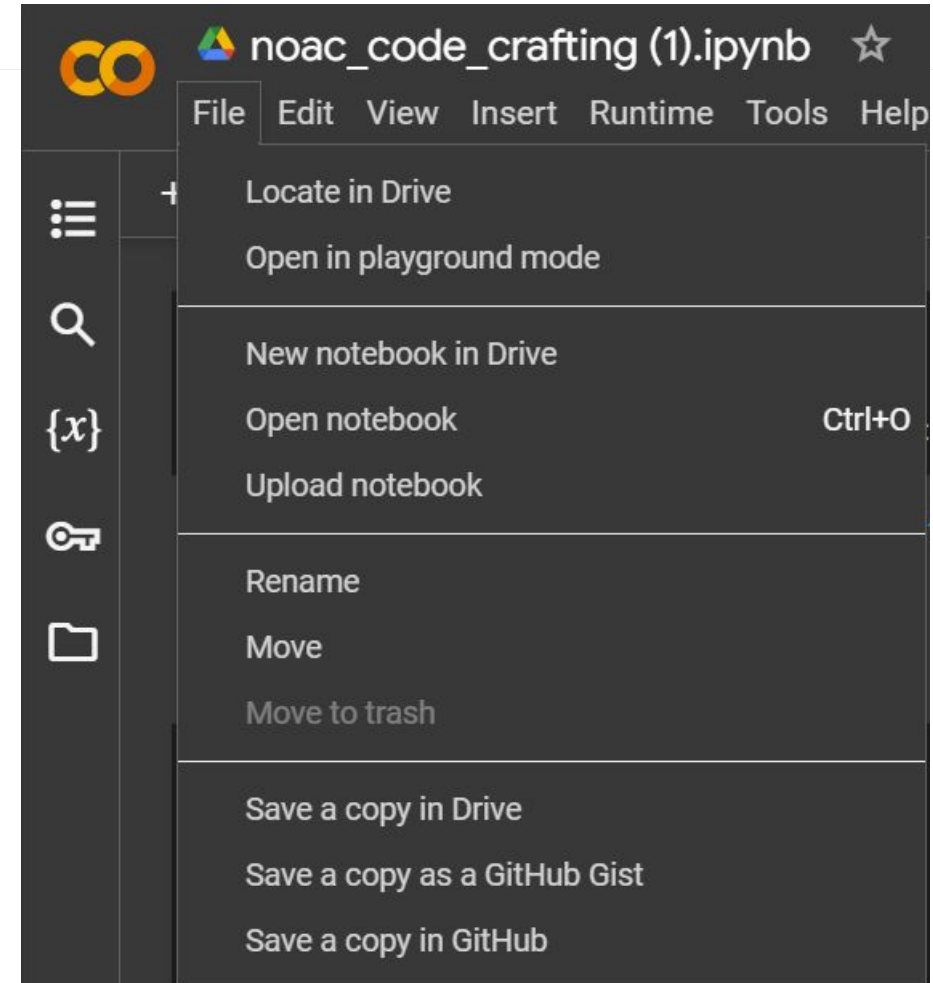 noac_code_crafting (1).ipynb
File Edit View Insert Runtime Tools Help
Locate in Drive
Open in playground mode
New notebook in Drive
Open notebook Ctrl+O
Upload notebook
{x}
Rename
Move
Move to trash
Save a copy in Drive
Save a copy as a GitHub Gist
Save a copy in GitHub